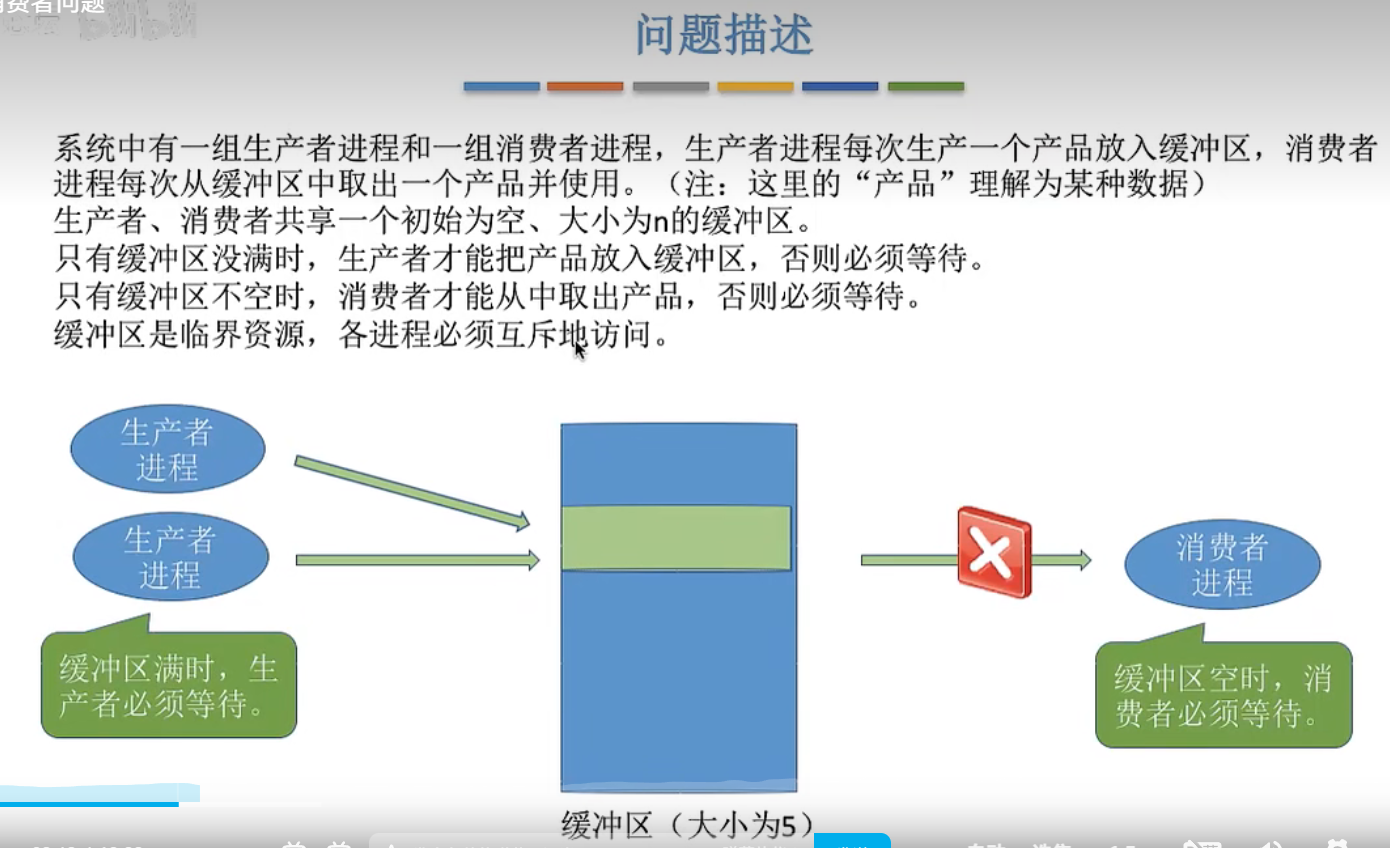 消费者问题
问题描述
系统中有一组生产者进程和一组消费者进程，生产者进程每次生产一个产品放入缓冲区，消费者
进程每次从缓冲区中取出一个产品并使用。（注：这里的“产品”理解为某种数据）
生产者、消费者共享一个初始为空、大小为n的缓冲区。
只有缓冲区没满时，生产者才能把产品放入缓冲区，否则必须等待。
只有缓冲区不空时，消费者才能从中取出产品，否则必须等待。
缓冲区是临界资源，各进程必须互斥地访问。
生产者
进程
生产者
进程
消费者
进程
缓冲区满时，生
产者必须等待。
缓冲区空时，消
费者必须等待。
缓冲区（大小为5）